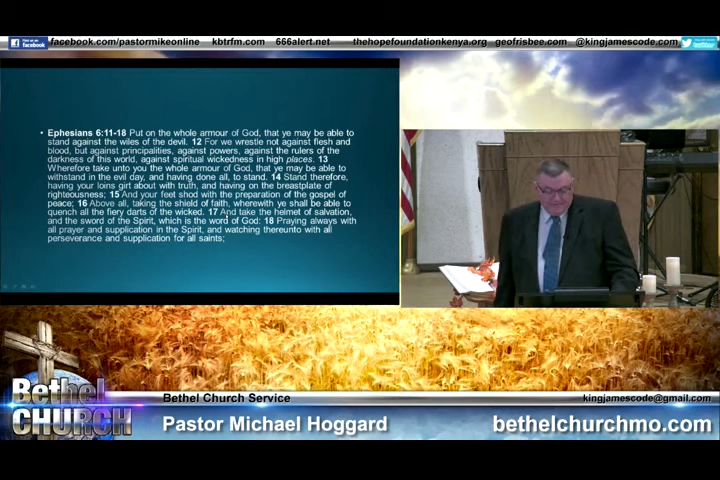 facebook.com/pastormikeonline kbtrfm.com 666alert.net thehopefoundationkenya.org geofrisbee.com @kingjamescode.com
• Ephesians 6:11-18 Put on the whole armour of God, that ye may be able to
stand against the wiles of the devil. 12 For we wrestle not against flesh and
blood, but against principalities, against powers, against the rulers of the
darkness of this world, against spiritual wickedness in high places. 13
Wherefore take unto you the whole armour of God, that ye may be able to
withstand in the evil day, and having done all, to stand. 14 Stand therefore,
having your loins girt about with truth, and having on the breastplate of
righteousness; 15 And your feet shod with the preparation of the gospel of
peace; 16 Above all, taking the shield of faith, wherewith ye shall be able to
quench all the fiery darts of the wicked. 17 And take the helmet of salvation,
and the sword of the Spirit, which is the word of God: 18 Praying always with
all prayer and supplication in the Spirit, and watching thereunto with all
perseverance and supplication for all saints;
Bethel
CHURCH
Bethel Church Service
kingjamescode@gmail.com
Pastor Michael Hoggard
bethelchurchmo.com